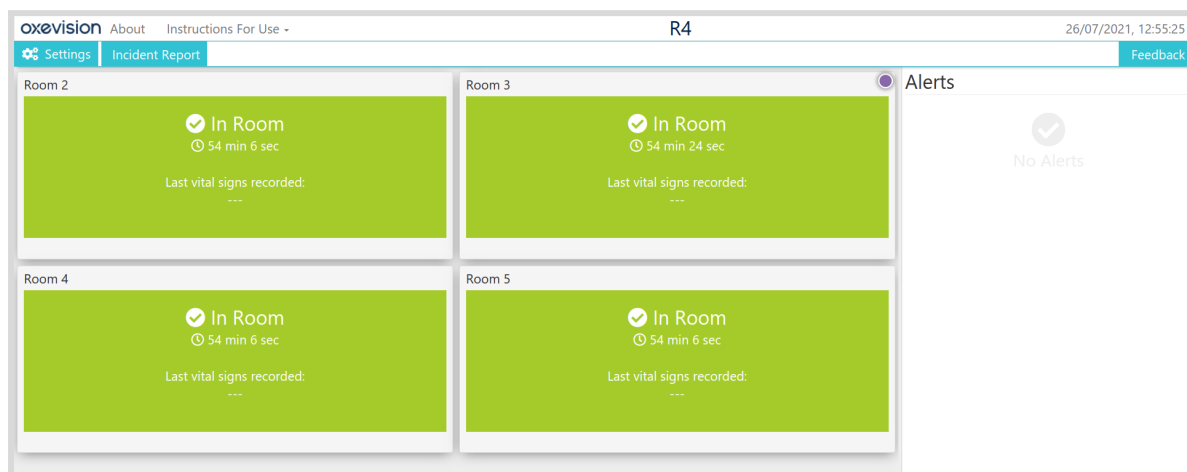 oxevision About Instructions For Use R4 26/07/2021, 12:55:25
Settings Incident Report Feedback
Room 2
In Room
54 min 6 sec
Last vital signs recorded:
---
Room 3
In Room
54 min 24 sec
Last vital signs recorded:
---
Alerts
No Alerts
Room 4
In Room
54 min 6 sec
Last vital signs recorded:
---
Room 5
In Room
54 min 6 sec
Last vital signs recorded:
---